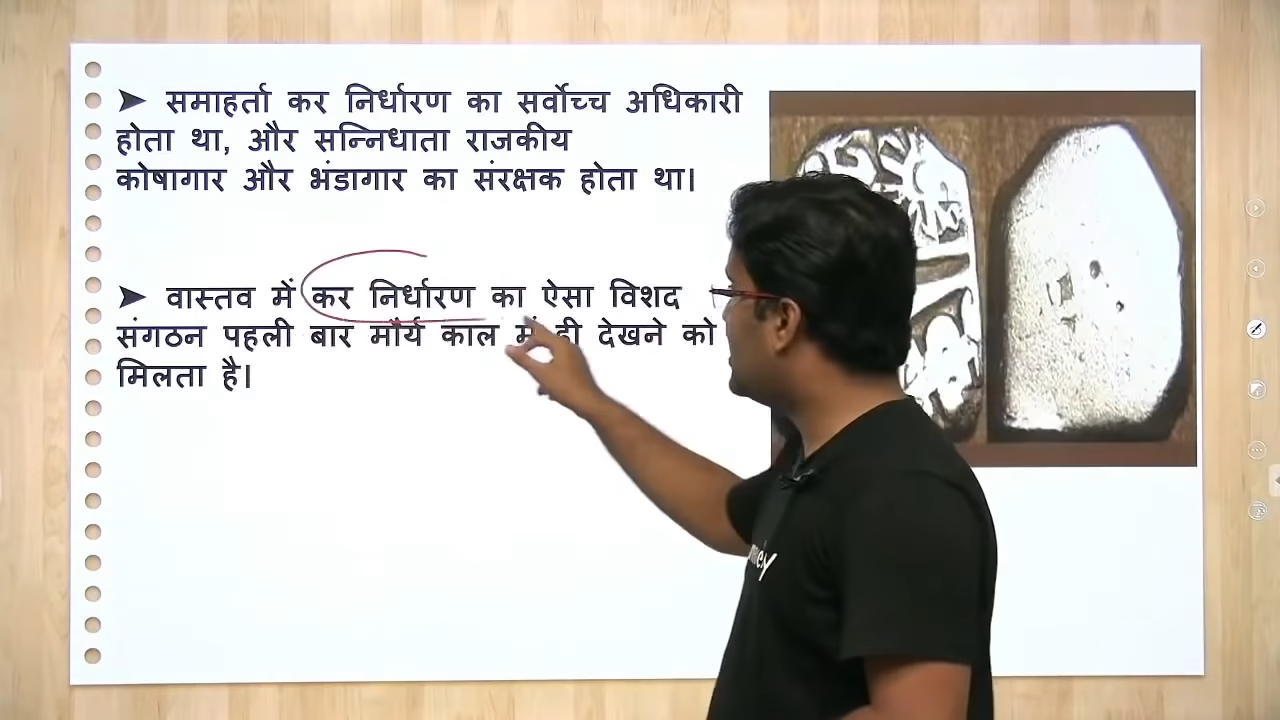 ➤ समाहर्ता कर निर्धारण का सर्वोच्च अधिकारी
होता था, और सन्निधाता राजकीय
कोषागार और भंडागार का संरक्षक होता था।
➤ वास्तव में कर निर्धारण का ऐसा विशद
संगठन पहली बार मौर्य काल में ही देखने को
मिलता है।